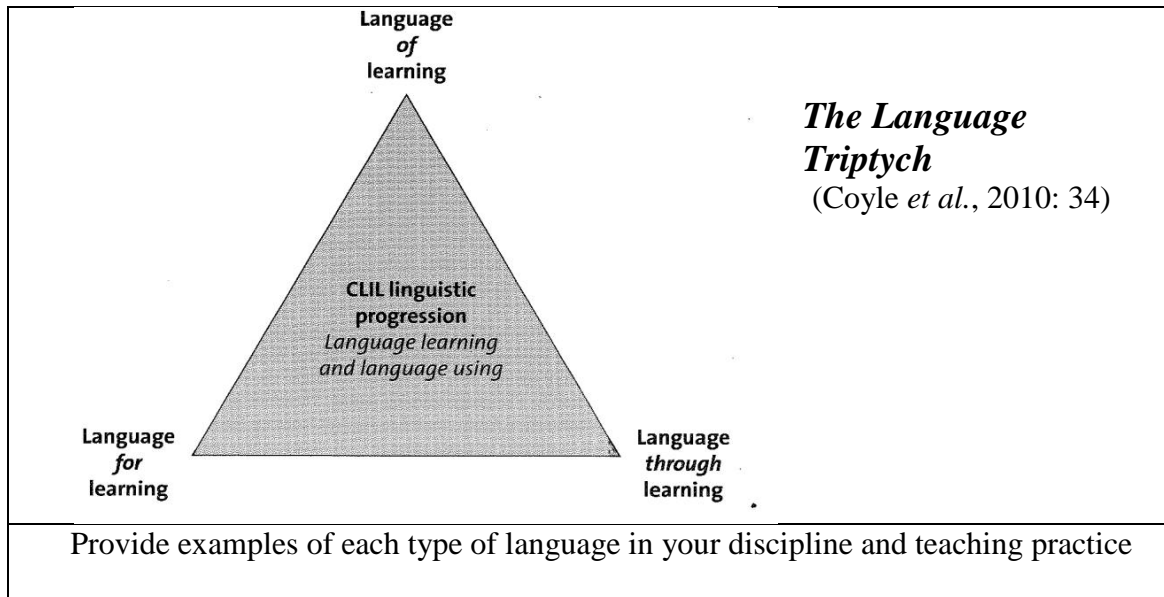 Language
of
learning
The Language
Triptych
(Coyle et al., 2010: 34)
CLIL linguistic
progression
Language learning
and language using
Language
for
learning
Language
through
learning
Provide examples of each type of language in your discipline and teaching practice